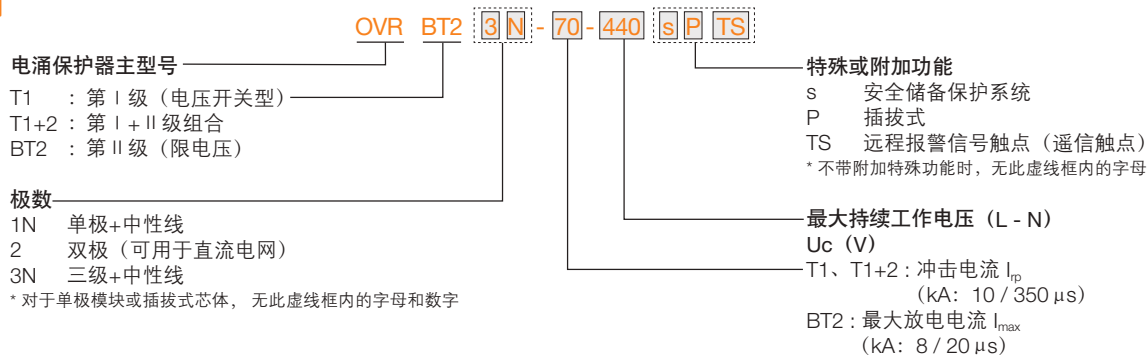 OVR BT2 3 N - 70 - 440 s P TS
电涌保护器主型号
T1 : 第 I 级（电压开关型）
T1+2 : 第 I + II 级组合
BT2 : 第 II 级（限电压）
极数
1N 单极+中性线
2 双极（可用于直流电网）
3N 三级+中性线
* 对于单极模块或插拔式芯体， 无此虚线框内的字母和数字
特殊或附加功能
s 安全储备保护系统
P 插拔式
TS 远程报警信号触点（遥信触点）
* 不带附加特殊功能时，无此虚线框内的字母
最大持续工作电压（L - N）
Uc（V）
T1、T1+2 : 冲击电流 Irp
（kA: 10 / 350 μs）
BT2 : 最大放电电流 Imax
（kA: 8 / 20 μs）